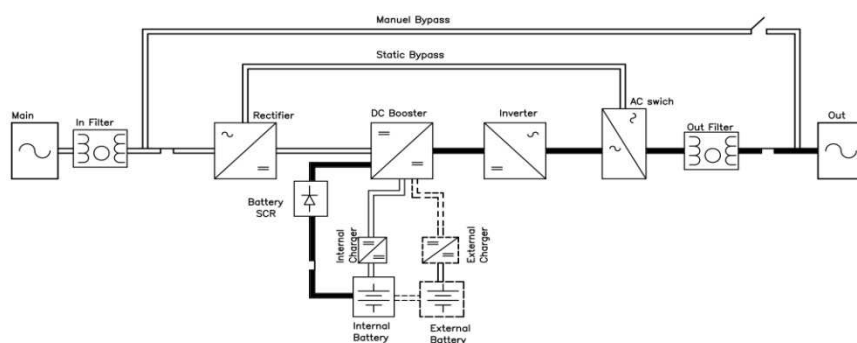 Manuel Bypass
Static Bypass
Main
In Filter
Rectifier
DC Booster
Inverter
AC swich
Out Filter
Out
Battery
SCR
Internal
Charger
External
Charger
Internal
Battery
External
Battery